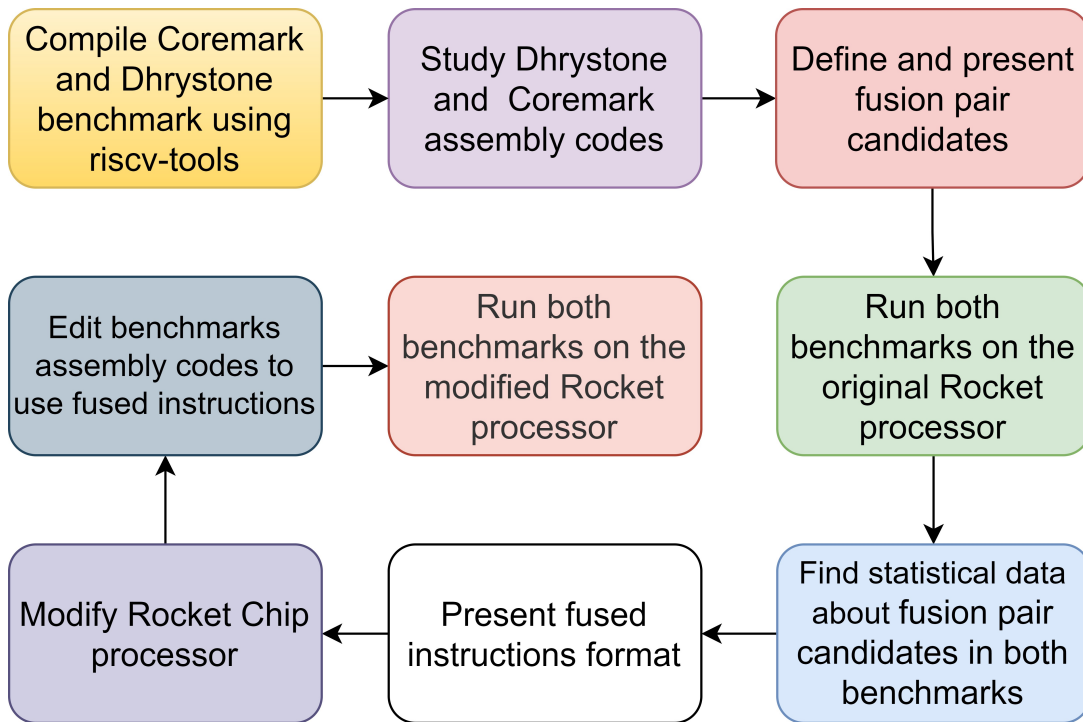 Compile Coremark
and Dhrystone
benchmark using
riscv-tools
Study Dhrystone
and Coremark
assembly codes
Define and present
fusion pair
candidates
Run both
benchmarks on the
original Rocket
processor
Find statistical data
about fusion pair
candidates in both
benchmarks
Present fused
instructions format
Modify Rocket Chip
processor
Edit benchmarks
assembly codes to
use fused instructions
Run both
benchmarks on the
modified Rocket
processor